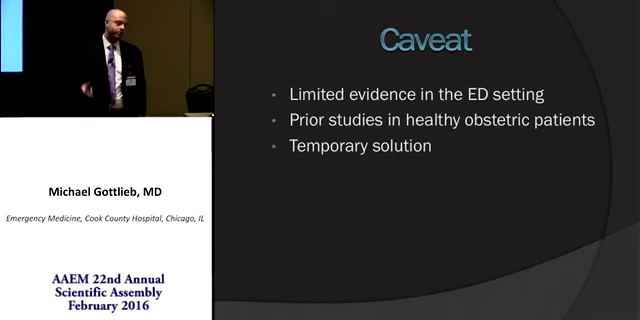 Caveat
• Limited evidence in the ED setting
• Prior studies in healthy obstetric patients
• Temporary solution
Michael Gottlieb, MD
Emergency Medicine, Cook County Hospital, Chicago, IL
AAEM 22nd Annual
Scientific Assembly
February 2016